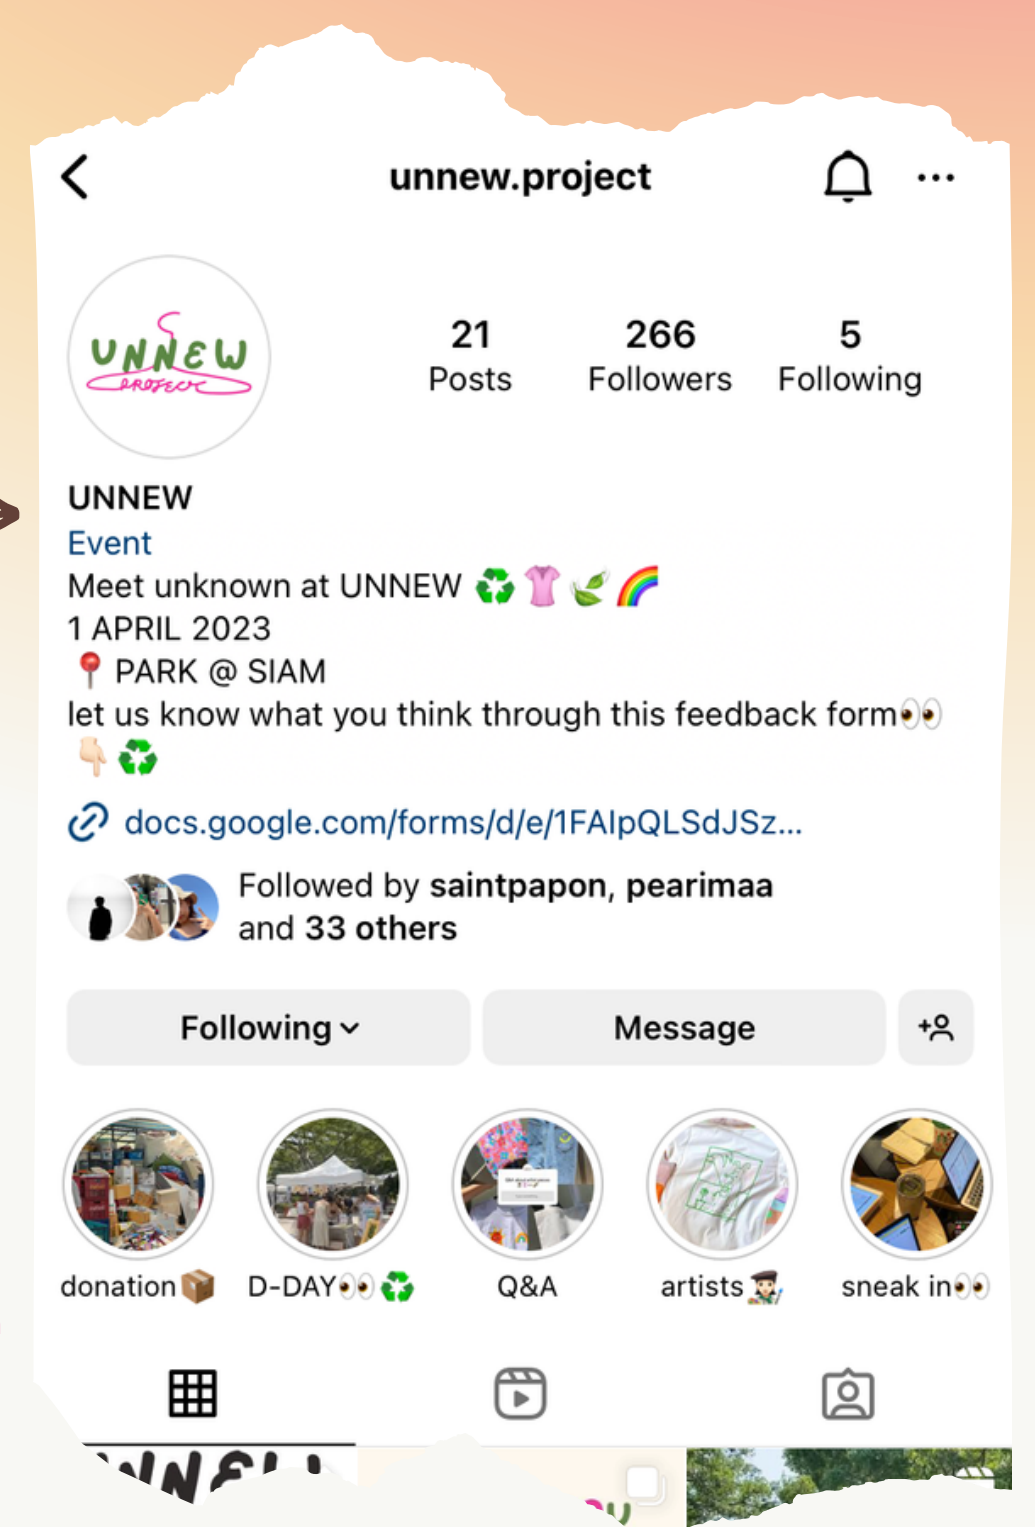 unnew.project
UNNEW
PROJECT
21
Posts
266
Followers
5
Following
UNNEW
Event
Meet unknown at UNNEW ♻️👚🍃🌈
1 APRIL 2023
📍 PARK @ SIAM
let us know what you think through this feedback form👀
👇🏻♻️
docs.google.com/forms/d/e/1FAIpQLSdJSz...
Followed by saintpapon, pearimaa
and 33 others
Following
Message
donation📦
D-DAY👀♻️
Q&A
artists🧑🏻‍🎨
sneak in👀